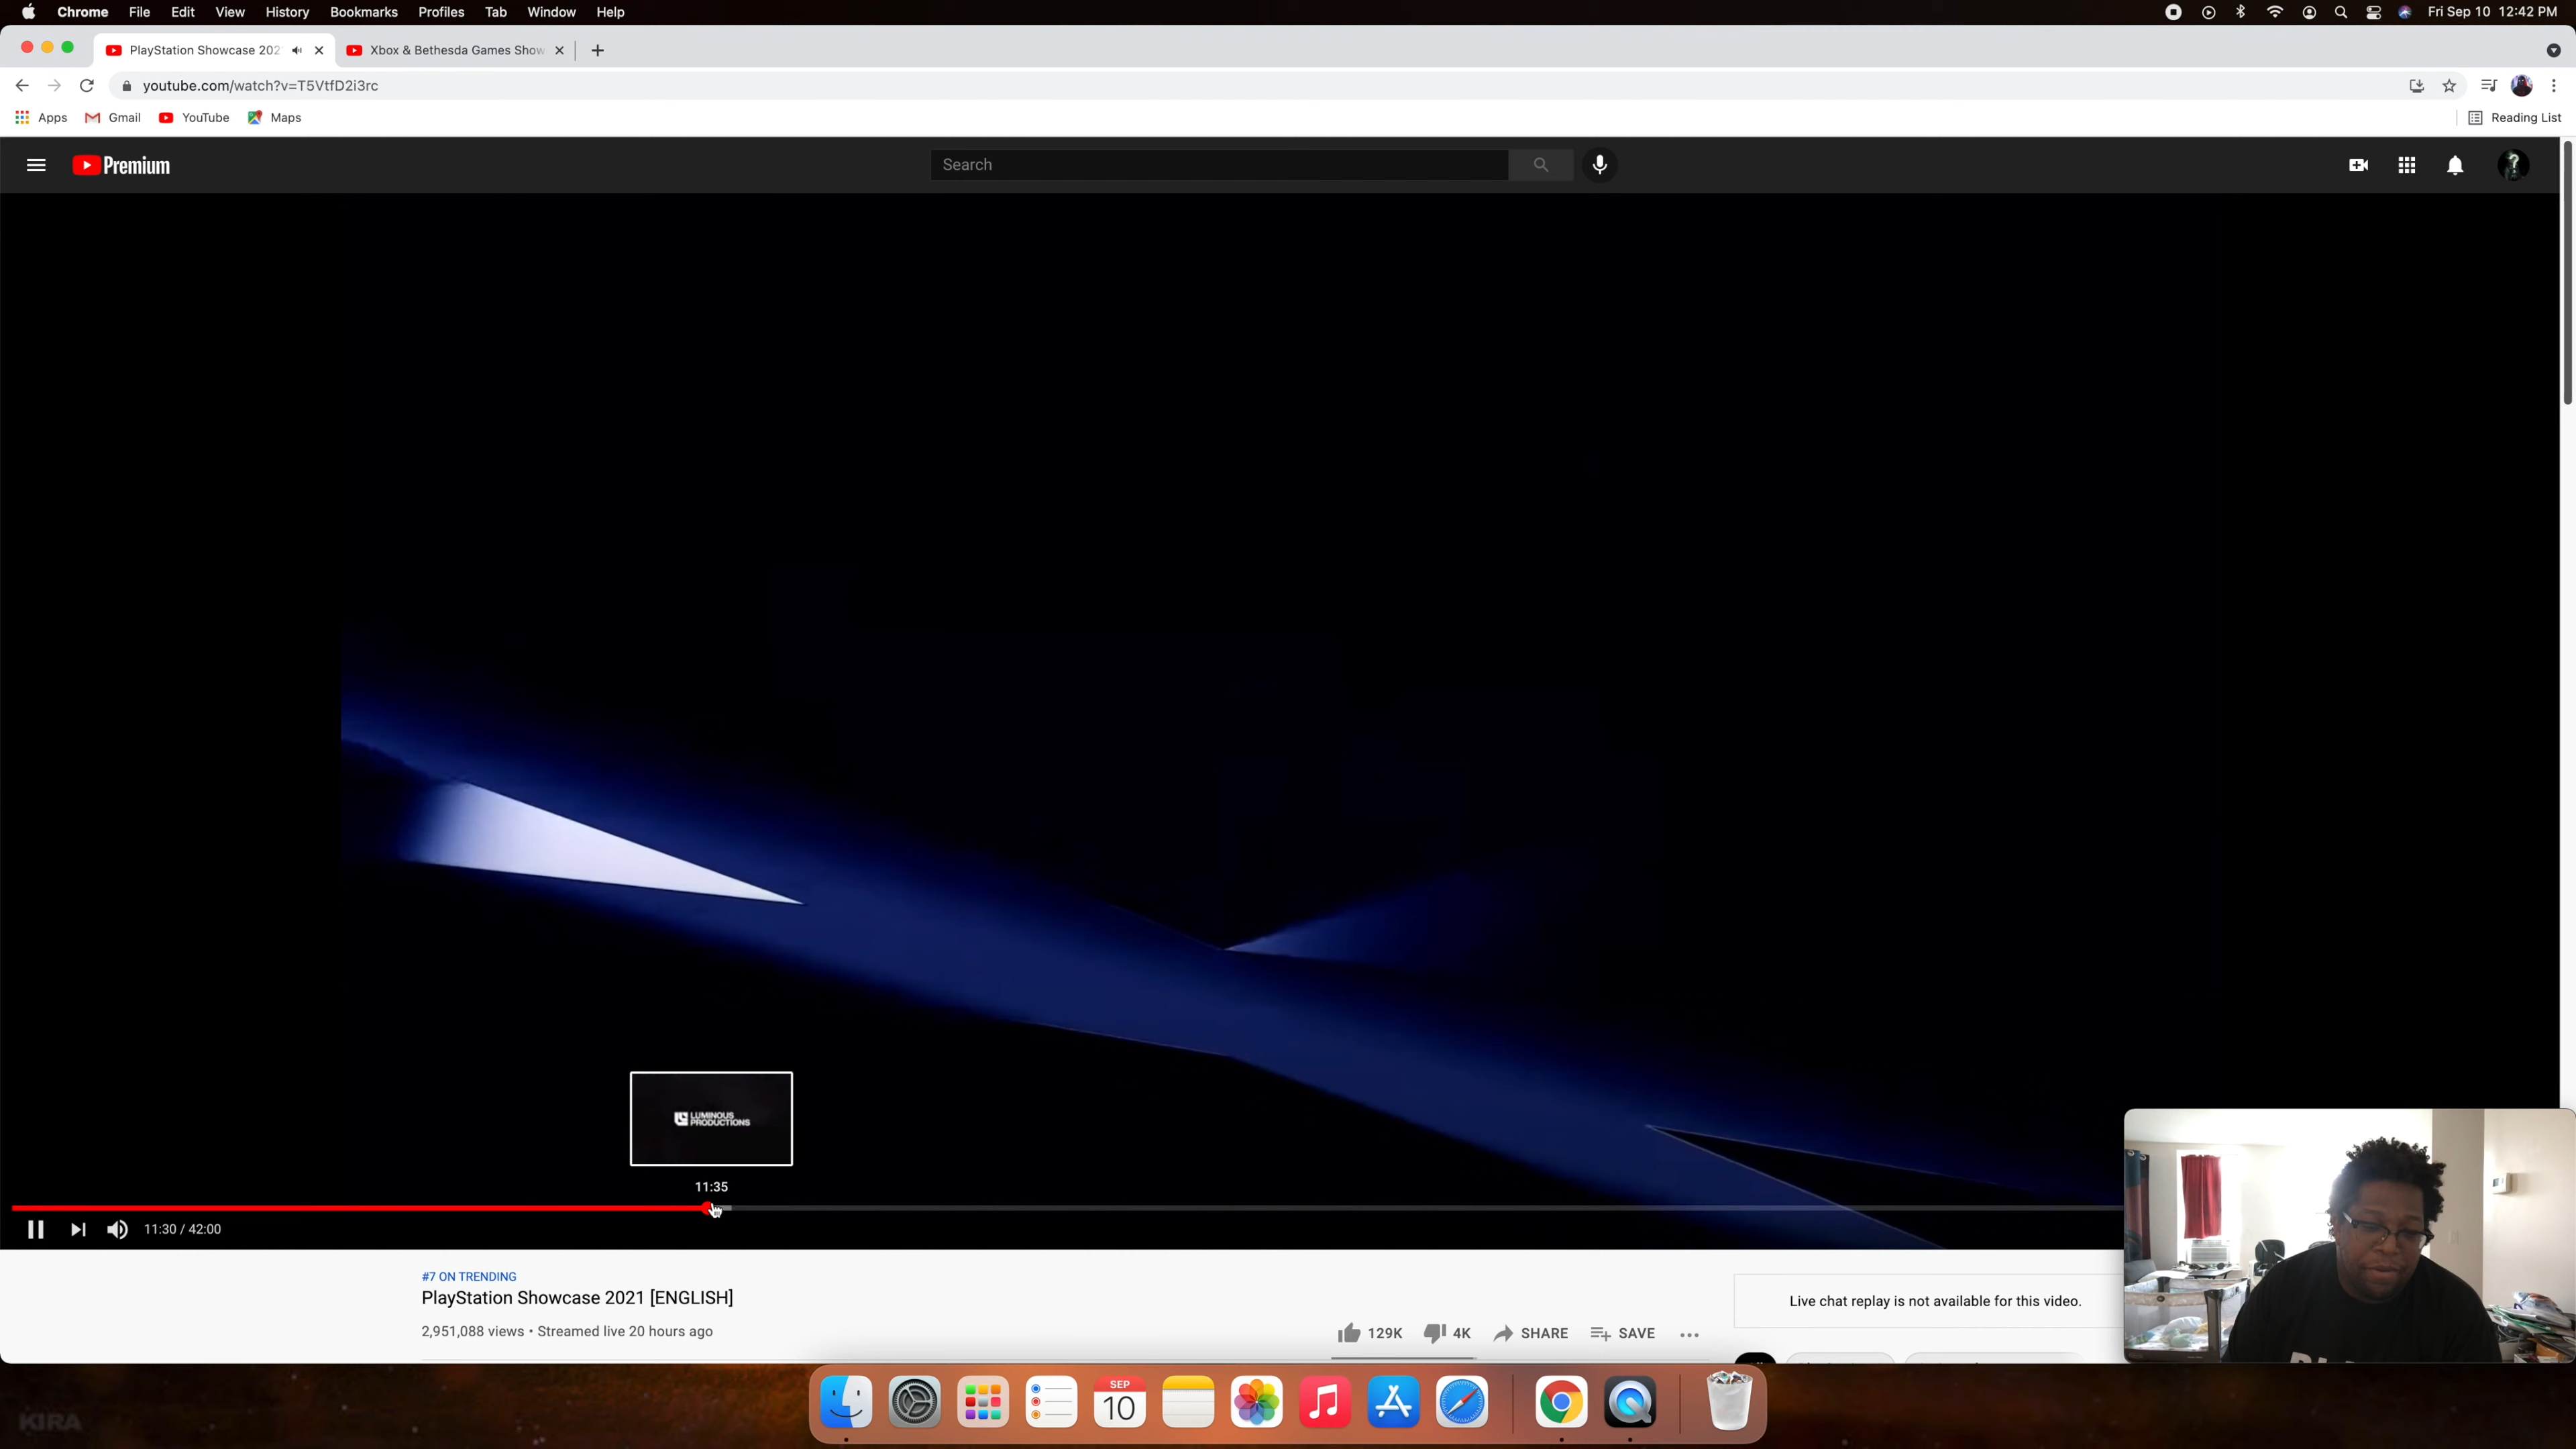 Chrome File Edit View History Bookmarks Profiles Tab Window Help Fri Sep 10 12:42 PM
PlayStation Showcase 202 Xbox & Bethesda Games Show
youtube.com/watch?v=T5VtfD2i3rc
Apps Gmail YouTube Maps Reading List
Premium Search
LUMINOUS
PRODUCTIONS
11:35
11:30 / 42:00
#7 ON TRENDING
PlayStation Showcase 2021 [ENGLISH]
2,951,088 views • Streamed live 20 hours ago
129K 4K SHARE SAVE
Live chat replay is not available for this video.
SEP
10
KIRA